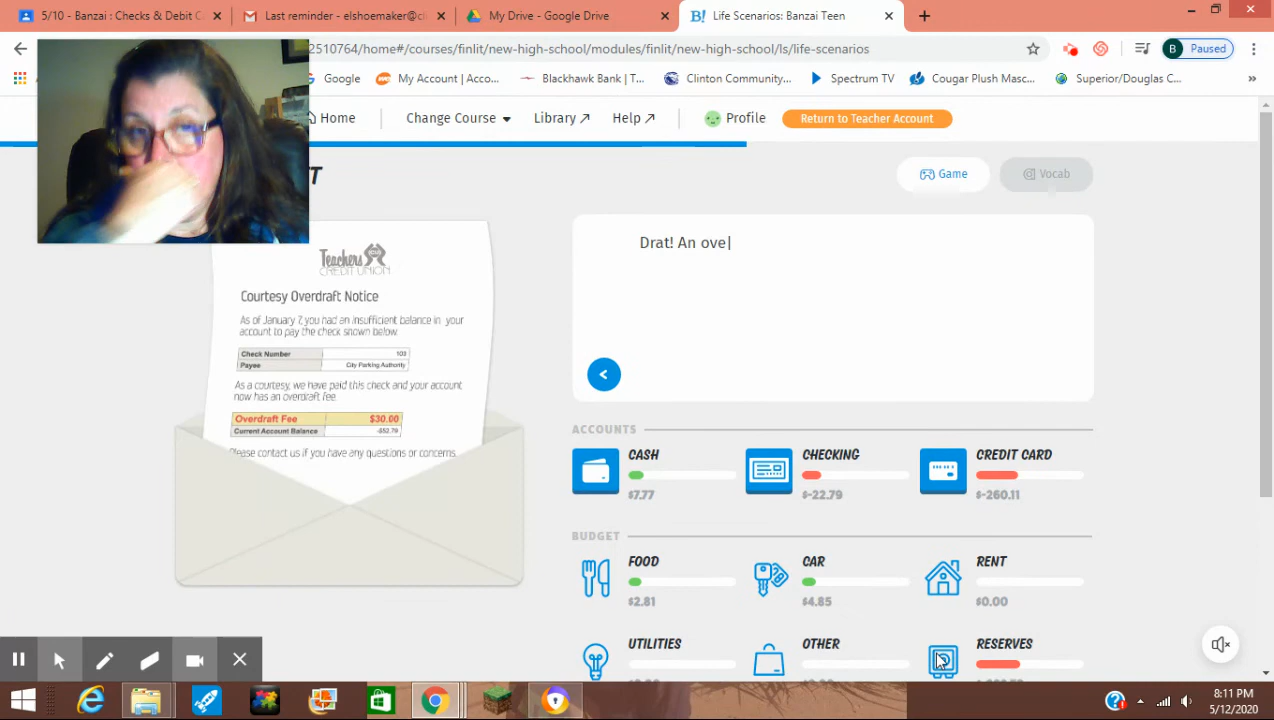 5/10 - Banzai : Checks & Debit C
Last reminder - elshoemaker@c
My Drive - Google Drive
B! Life Scenarios: Banzai Teen
2510764/home#/courses/finlit/new-high-school/modules/finlit/new-high-school/ls/life-scenarios
B Paused
Google
My Account | Acco...
Blackhawk Bank | T...
Clinton Community...
Spectrum TV
Cougar Plush Masc...
Superior/Douglas C...
Home
Change Course
Library
Help
Profile
Return to Teacher Account
Game
Vocab
Teachers
CREDIT UNION
Courtesy Overdraft Notice
As of January 7, you had an insufficient balance in your
account to pay the check shown below.
Check Number 103
Payee City Parking Authority
As a courtesy, we have paid this check and your account
now has an overdraft fee.
Overdraft Fee $30.00
Current Account Balance -$52.79
Please contact us if you have any questions or concerns.
Drat! An ove|
<
ACCOUNTS
CASH
$7.77
CHECKING
$-22.79
CREDIT CARD
$-260.11
BUDGET
FOOD
$2.81
CAR
$4.85
RENT
$0.00
UTILITIES
OTHER
RESERVES
8:11 PM
5/12/2020